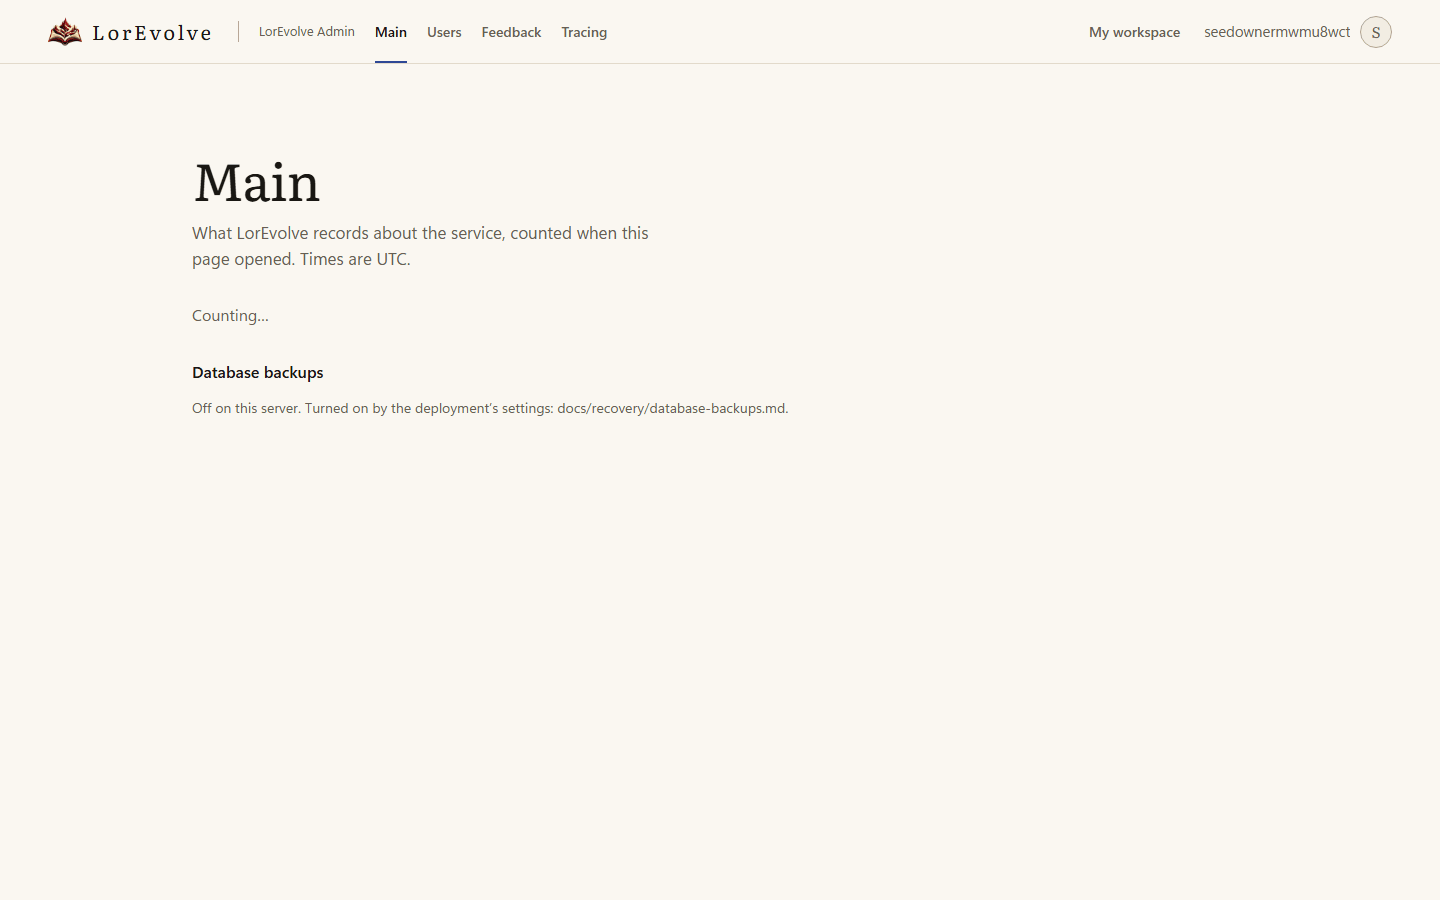 LorEvolve
LorEvolve Admin
Main
Users
Feedback
Tracing
My workspace
seedownermwmu8wct
S
Main
What LorEvolve records about the service, counted when this
page opened. Times are UTC.
Counting…
Database backups
Off on this server. Turned on by the deployment’s settings: docs/recovery/database-backups.md.